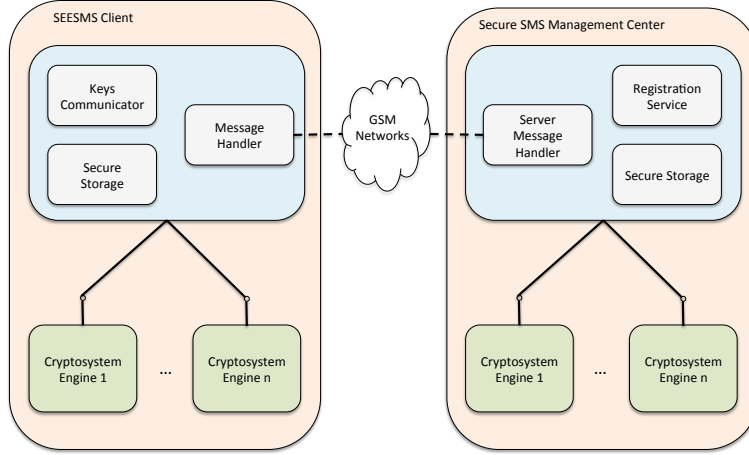 SEESMS Client
Keys
Communicator
Message
Handler
Secure
Storage
Cryptosystem
Engine 1
...
Cryptosystem
Engine n
GSM
Networks
Secure SMS Management Center
Server
Message
Handler
Registration
Service
Secure Storage
Cryptosystem
Engine 1
...
Cryptosystem
Engine n